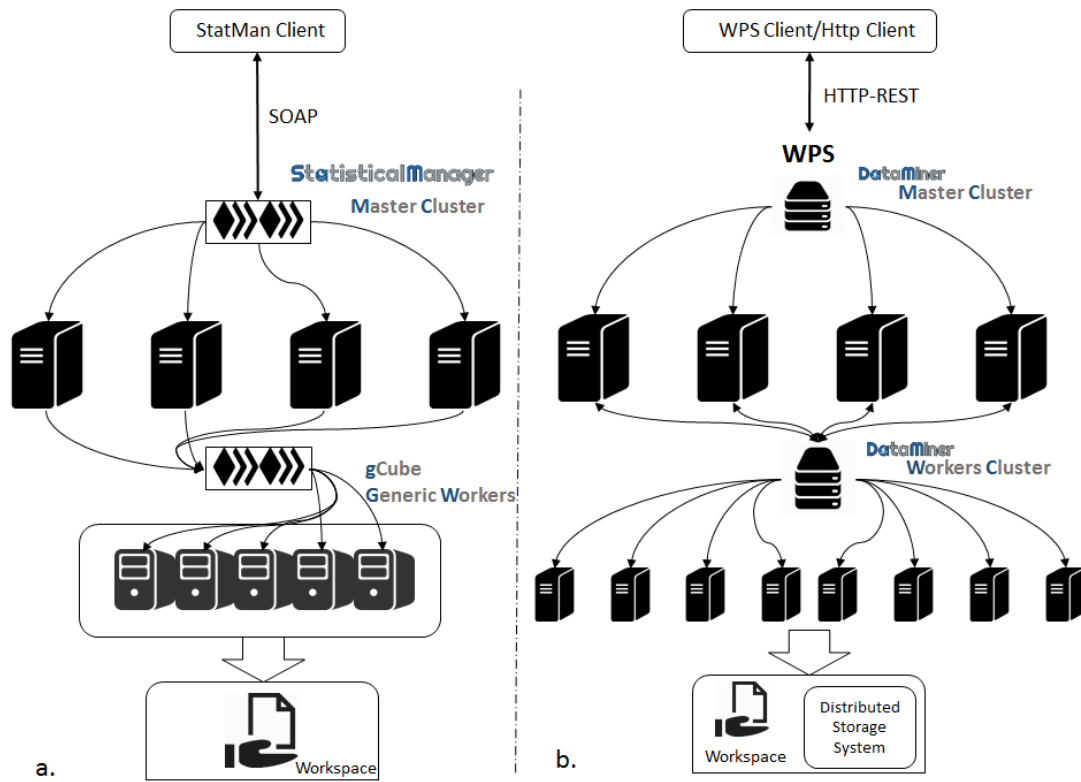 StatMan Client
SOAP
StatisticalManager
Master Cluster
gCube
Generic Workers
Workspace
a.
WPS Client/Http Client
HTTP-REST
WPS
DataMiner
Master Cluster
DataMiner
Workers Cluster
Workspace
Distributed
Storage
System
b.